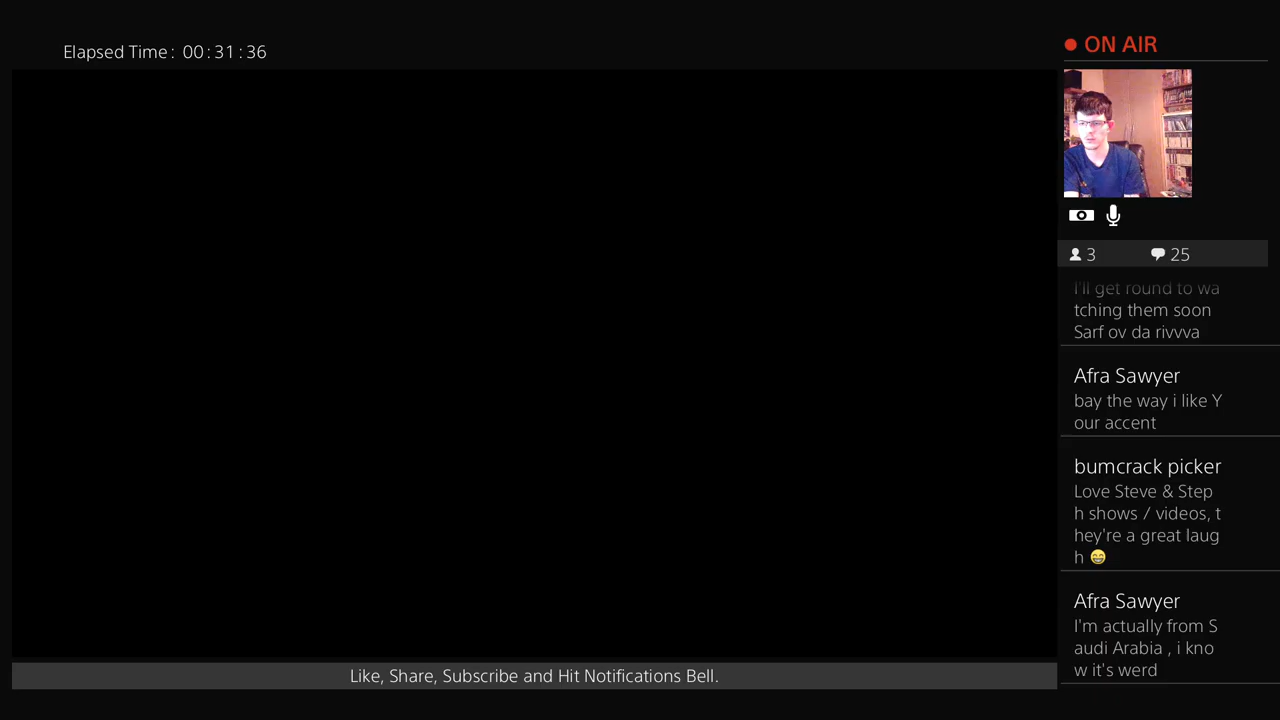 Elapsed Time: 00:31:36
ON AIR
3
25
I'll get round to wa
tching them soon
Sarf ov da rivvva
Afra Sawyer
bay the way i like Y
our accent
bumcrack picker
Love Steve & Step
h shows / videos, t
hey're a great laug
h 😁
Afra Sawyer
I'm actually from S
audi Arabia , i kno
w it's werd
Like, Share, Subscribe and Hit Notifications Bell.